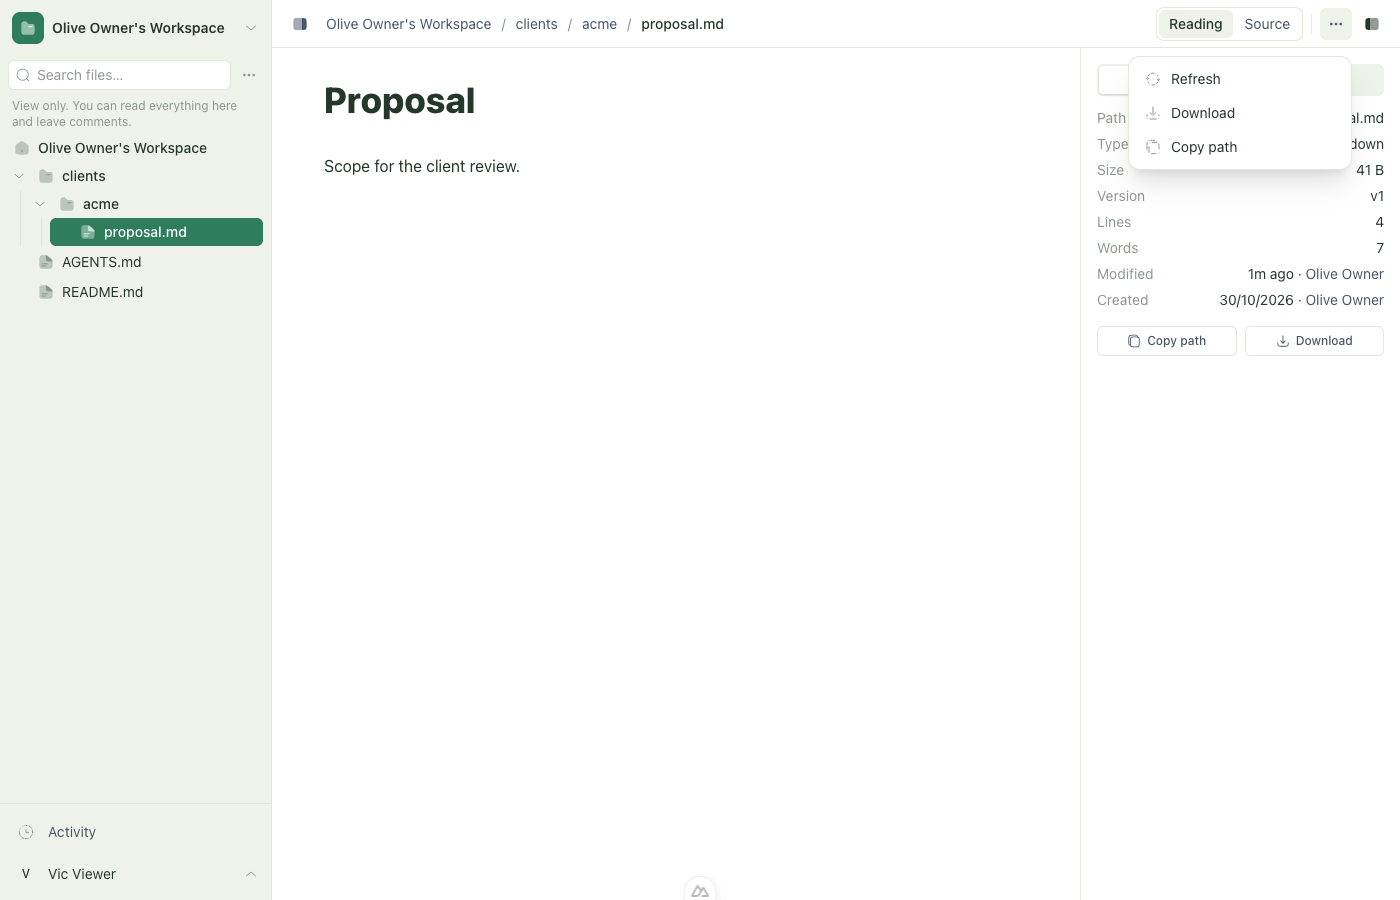 Olive Owner's Workspace
Search files...
View only. You can read everything here
and leave comments.
Olive Owner's Workspace
clients
acme
proposal.md
AGENTS.md
README.md
Activity
V Vic Viewer
Olive Owner's Workspace / clients / acme / proposal.md
Reading Source
Proposal
Scope for the client review.
Refresh
Download
Copy path
Path al.md
Type down
Size 41 B
Version v1
Lines 4
Words 7
Modified 1m ago · Olive Owner
Created 30/10/2026 · Olive Owner
Copy path Download